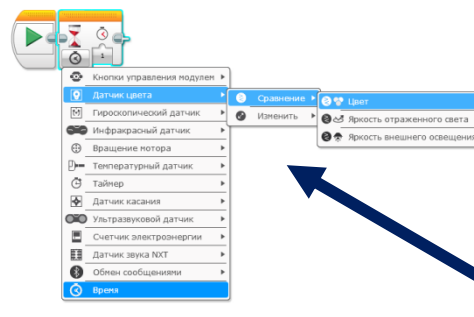 1
Кнопки управления модулем
Датчик цвета
Гироскопический датчик
Инфракрасный датчик
Вращение мотора
Температурный датчик
Таймер
Датчик касания
Ультразвуковой датчик
Счетчик электроэнергии
Датчик звука NXT
Обмен сообщениями
Время
Сравнение
Изменить
Цвет
Яркость отраженного света
Яркость внешнего освещения